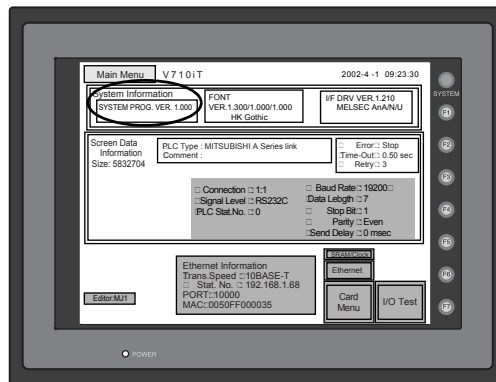 Main Menu V710iT 2002-4 -1 09:23:30
SYSTEM
System Information
SYSTEM PROG. VER. 1.000
FONT
VER.1.300/1.000/1.000
HK Gothic
I/F DRV VER.1.210
MELSEC AnA/N/U
F1
Screen Data
Information
Size: 5832704
PLC Type : MITSUBISHI A Series link
Comment :
□ Error□: Stop
□Time-Out□: 0.50 sec
□ Retry□: 3
F2
F3
□ Connection □: 1:1
□Signal Level □: RS232C
□PLC Stat.No. □: 0
□ Baud Rate□: 19200□
□Data Lebgth □: 7
□ Stop Bit□: 1
□ Parity □: Even
□Send Delay □: 0 msec
F4
F5
Ethernet Information
Trans.Speed □:10BASE-T
□ Stat. No. □: 192.168.1.68
PORT□:10000
MAC□:0050FF000035
SRAM/Clock
Ethernet
F6
Editor:MJ1
Card
Menu
I/O Test
F7
POWER